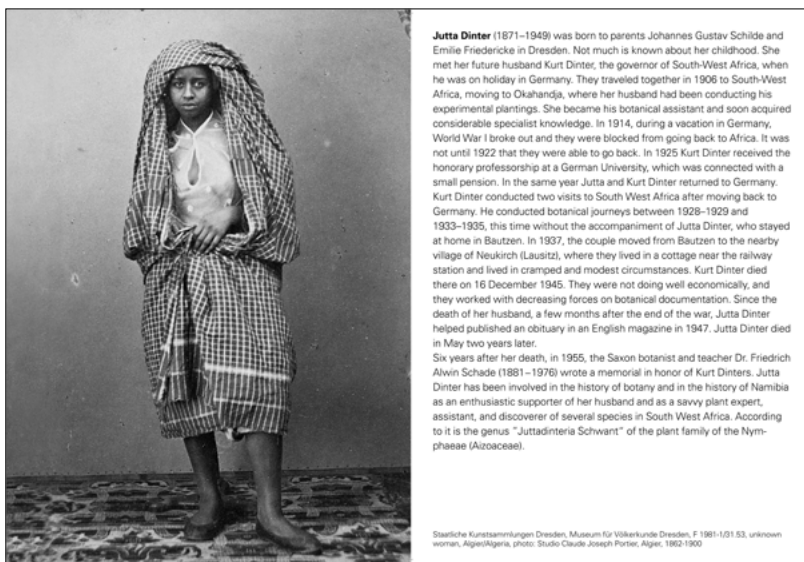 Jutta Dinter (1871–1949) was born to parents Johannes Gustav Schilde and
Emilie Friedericke in Dresden. Not much is known about her childhood. She
met her future husband Kurt Dinter, the governor of South-West Africa, when
he was on holiday in Germany. They traveled together in 1906 to South-West
Africa, moving to Okahandja, where her husband had been conducting his
experimental plantings. She became his botanical assistant and soon acquired
considerable specialist knowledge. In 1914, during a vacation in Germany,
World War I broke out and they were blocked from going back to Africa. It was
not until 1922 that they were able to go back. In 1925 Kurt Dinter received the
honorary professorship at a German University, which was connected with a
small pension. In the same year Jutta and Kurt Dinter returned to Germany.
Kurt Dinter conducted two visits to South West Africa after moving back to
Germany. He conducted botanical journeys between 1928–1929 and
1933–1935, this time without the accompaniment of Jutta Dinter, who stayed
at home in Bautzen. In 1937, the couple moved from Bautzen to the nearby
village of Neukirch (Lausitz), where they lived in a cottage near the railway
station and lived in cramped and modest circumstances. Kurt Dinter died
there on 16 December 1945. They were not doing well economically, and
they worked with decreasing forces on botanical documentation. Since the
death of her husband, a few months after the end of the war, Jutta Dinter
helped published an obituary in an English magazine in 1947. Jutta Dinter died
in May two years later.
Six years after her death, in 1955, the Saxon botanist and teacher Dr. Friedrich
Alwin Schade (1881–1976) wrote a memorial in honor of Kurt Dinters. Jutta
Dinter has been involved in the history of botany and in the history of Namibia
as an enthusiastic supporter of her husband and as a savvy plant expert,
assistant, and discoverer of several species in South West Africa. According
to it is the genus "Juttadinteria Schwant" of the plant family of the Nym-
phaeae (Aizoaceae).
Staatliche Kunstsammlungen Dresden, Museum für Völkerkunde Dresden, F 1981-1/31.53, unknown
woman, Algier/Algeria, photo: Studio Claude Joseph Portier, Algier, 1862-1900